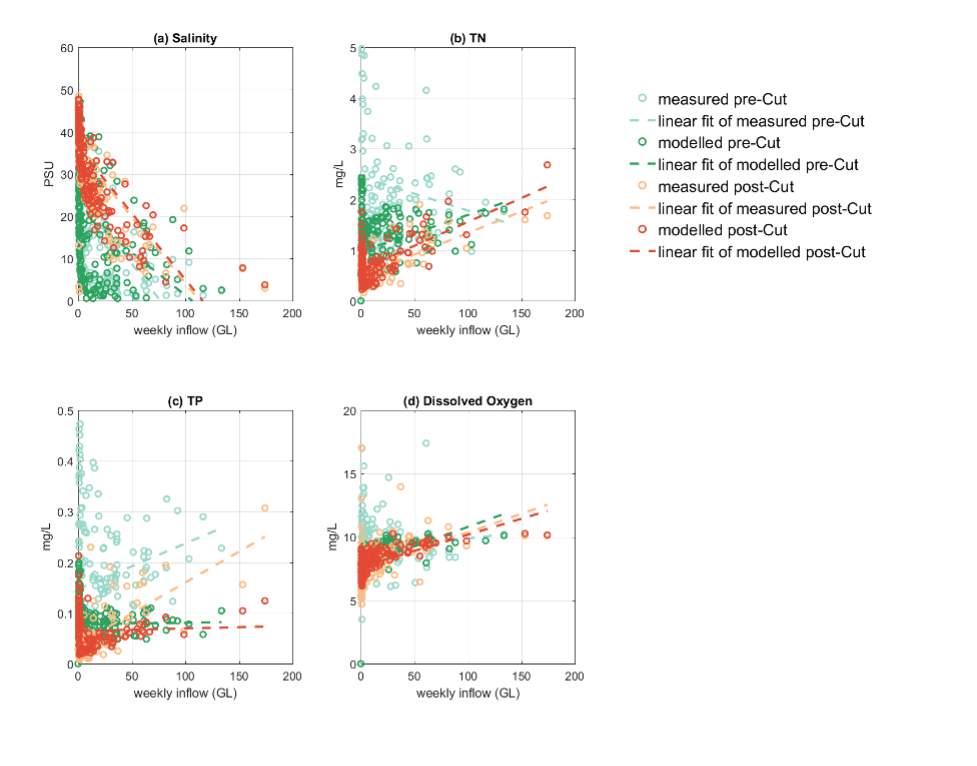 (a) Salinity
60
50
40
30
20
10
0
PSU
0 50 100 150 200
weekly inflow (GL)
(b) TN
5
4
3
2
1
0
mg/L
0 50 100 150 200
weekly inflow (GL)
measured pre-Cut
linear fit of measured pre-Cut
modelled pre-Cut
linear fit of modelled pre-Cut
measured post-Cut
linear fit of measured post-Cut
modelled post-Cut
linear fit of modelled post-Cut
(c) TP
0.5
0.4
0.3
0.2
0.1
0
mg/L
0 50 100 150 200
weekly inflow (GL)
(d) Dissolved Oxygen
20
15
10
5
0
mg/L
0 50 100 150 200
weekly inflow (GL)